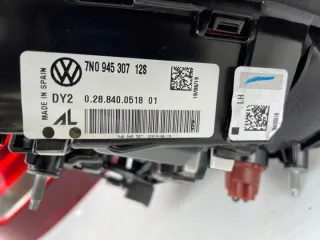 MADE IN SPAIN
7N0 945 307 12S
DY2 0.28.840.0518 01
AL
LH